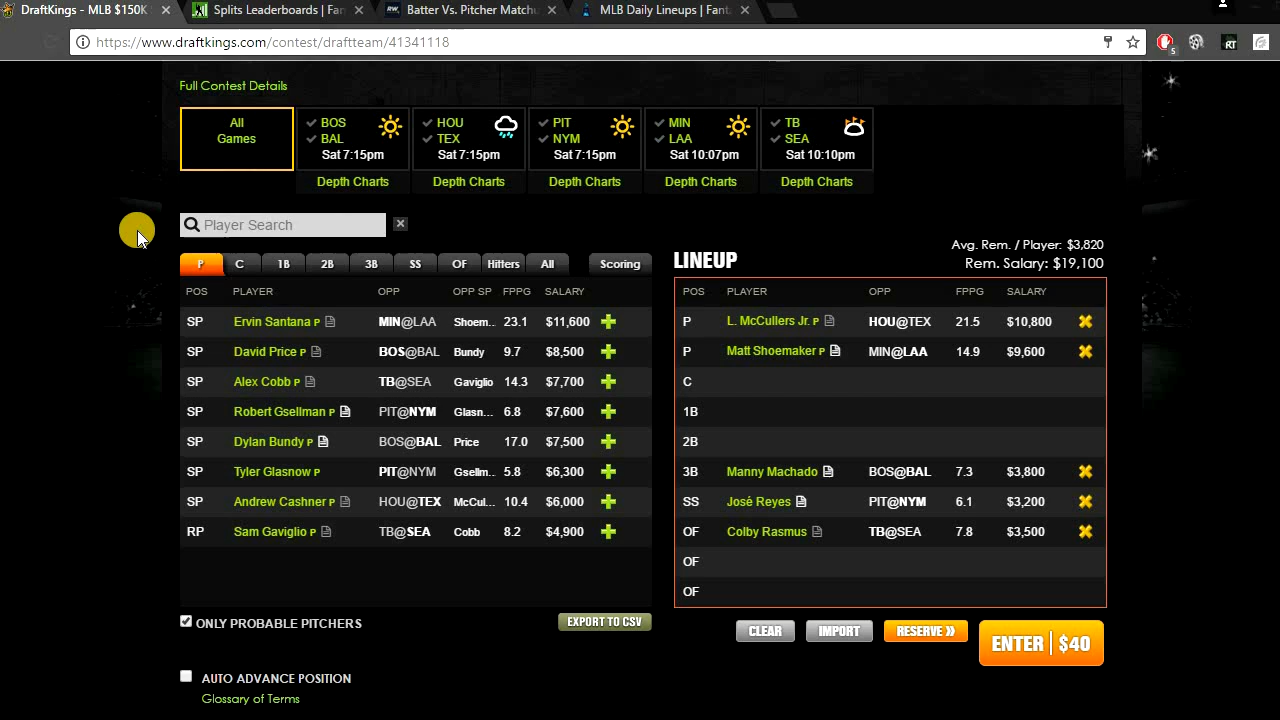 DraftKings - MLB $150K
Splits Leaderboards | Fan
Batter Vs. Pitcher Matchu
MLB Daily Lineups | Fanta
https://www.draftkings.com/contest/draftteam/41341118
5
RT
Full Contest Details
All
Games
BOS
BAL
Sat 7:15pm
HOU
TEX
Sat 7:15pm
PIT
NYM
Sat 7:15pm
MIN
LAA
Sat 10:07pm
TB
SEA
Sat 10:10pm
Depth Charts Depth Charts Depth Charts Depth Charts Depth Charts
Player Search
Avg. Rem. / Player: $3,820
LINEUP
Rem. Salary: $19,100
P C 1B 2B 3B SS OF Hitters All Scoring
POS PLAYER OPP OPP SP FPPG SALARY
SP Ervin Santana P MIN@LAA Shoem... 23.1 $11,600
SP David Price P BOS@BAL Bundy 9.7 $8,500
SP Alex Cobb P TB@SEA Gaviglio 14.3 $7,700
SP Robert Gsellman P PIT@NYM Glasn... 6.8 $7,600
SP Dylan Bundy P BOS@BAL Price 17.0 $7,500
SP Tyler Glasnow P PIT@NYM Gsellm... 5.8 $6,300
SP Andrew Cashner P HOU@TEX McCul... 10.4 $6,000
RP Sam Gaviglio P TB@SEA Cobb 8.2 $4,900
POS PLAYER OPP FPPG SALARY
P L. McCullers Jr. P HOU@TEX 21.5 $10,800
P Matt Shoemaker P MIN@LAA 14.9 $9,600
C
1B
2B
3B Manny Machado BOS@BAL 7.3 $3,800
SS José Reyes PIT@NYM 6.1 $3,200
OF Colby Rasmus TB@SEA 7.8 $3,500
OF
OF
ONLY PROBABLE PITCHERS
EXPORT TO CSV
CLEAR IMPORT RESERVE ENTER | $40
AUTO ADVANCE POSITION
Glossary of Terms